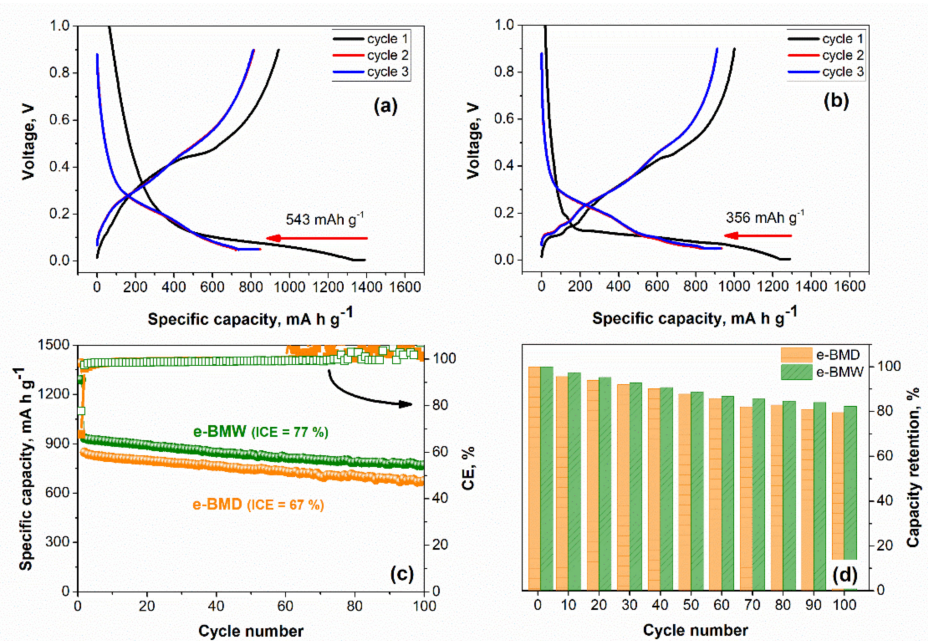 1.0
0.8
0.6
0.4
0.2
0.0
Voltage, V
cycle 1
cycle 2
cycle 3
(a)
543 mAh g-1
0 200 400 600 800 1000 1200 1400 1600
Specific capacity, mA h g-1
1.0
0.8
0.6
0.4
0.2
0.0
Voltage, V
cycle 1
cycle 2
cycle 3
(b)
356 mAh g-1
0 200 400 600 800 1000 1200 1400 1600
Specific capacity, mA h g-1
1500
1200
900
600
300
0
Specific capacity, mA h g-1
e-BMW (ICE = 77 %)
e-BMD (ICE = 67 %)
(c)
100
80
60
40
20
0
CE, %
0 20 40 60 80 100
Cycle number
e-BMD
e-BMW
(d)
100
80
60
40
20
0
Capacity retention, %
0 10 20 30 40 50 60 70 80 90 100
Cycle number